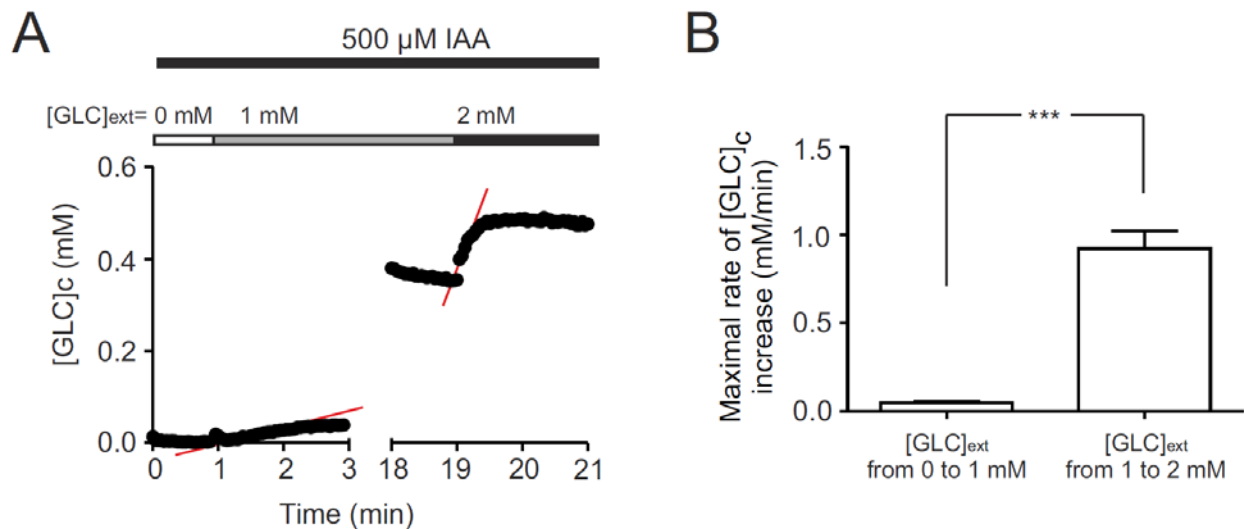 A
500 µM IAA
[GLC]ext= 0 mM 1 mM 2 mM
0.6
0.4
0.2
0.0
[GLC]c (mM)
0 1 2 3 18 19 20 21
Time (min)
B
***
1.5
1.0
0.5
0.0
Maximal rate of [GLC]c
increase (mM/min)
[GLC]ext
from 0 to 1 mM
[GLC]ext
from 1 to 2 mM